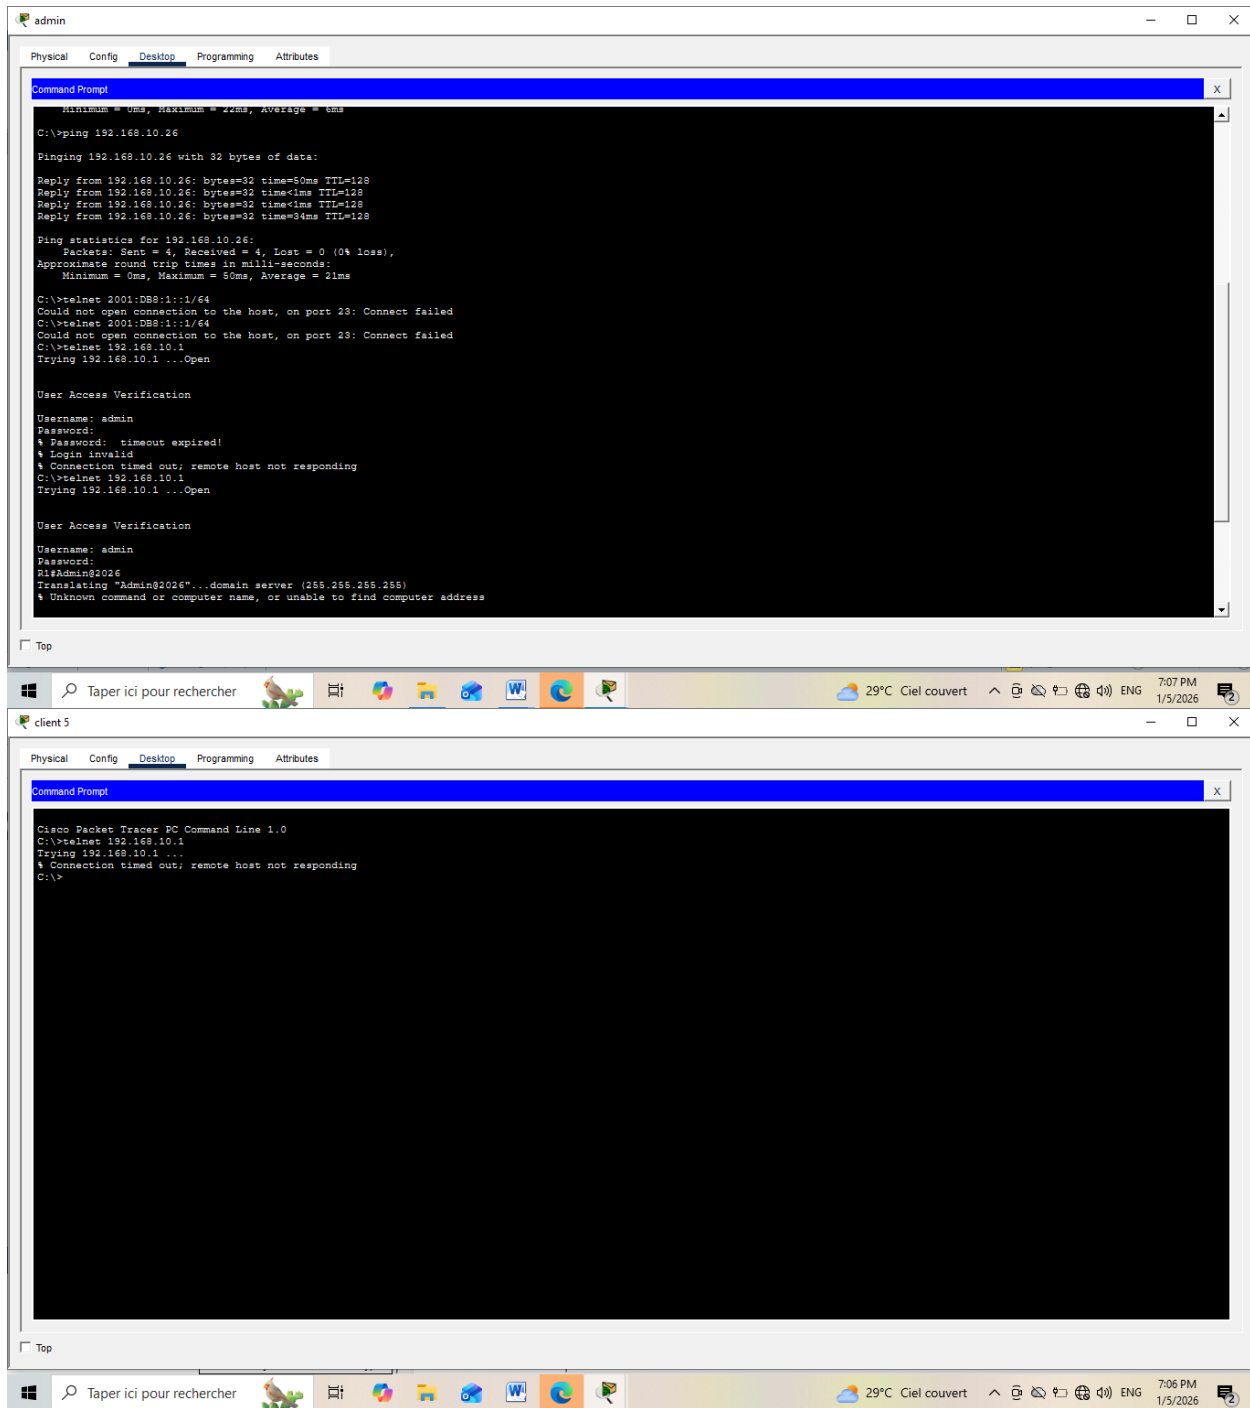 admin
Physical Config Desktop Programming Attributes
Command Prompt
X
Minimum = 0ms, Maximum = 22ms, Average = 6ms
C:\>ping 192.168.10.26
Pinging 192.168.10.26 with 32 bytes of data:
Reply from 192.168.10.26: bytes=32 time=50ms TTL=128
Reply from 192.168.10.26: bytes=32 time<1ms TTL=128
Reply from 192.168.10.26: bytes=32 time<1ms TTL=128
Reply from 192.168.10.26: bytes=32 time=34ms TTL=128
Ping statistics for 192.168.10.26:
Packets: Sent = 4, Received = 4, Lost = 0 (0% loss),
Approximate round trip times in milli-seconds:
Minimum = 0ms, Maximum = 50ms, Average = 21ms
C:\>telnet 2001:DB8:1::1/64
Could not open connection to the host, on port 23: Connect failed
C:\>telnet 2001:DB8:1::1/64
Could not open connection to the host, on port 23: Connect failed
C:\>telnet 192.168.10.1
Trying 192.168.10.1 ...Open
User Access Verification
Username: admin
Password:
% Password:  timeout expired!
% Login invalid
% Connection timed out; remote host not responding
C:\>telnet 192.168.10.1
Trying 192.168.10.1 ...Open
User Access Verification
Username: admin
Password:
R1#Admin@2026
Translating "Admin@2026"...domain server (255.255.255.255)
% Unknown command or computer name, or unable to find computer address
Top
Taper ici pour rechercher
29°C Ciel couvert
ENG
7:07 PM
1/5/2026
2
client 5
Physical Config Desktop Programming Attributes
Command Prompt
X
Cisco Packet Tracer PC Command Line 1.0
C:\>telnet 192.168.10.1
Trying 192.168.10.1 ...
% Connection timed out; remote host not responding
C:\>
Top
Taper ici pour rechercher
29°C Ciel couvert
ENG
7:06 PM
1/5/2026
2